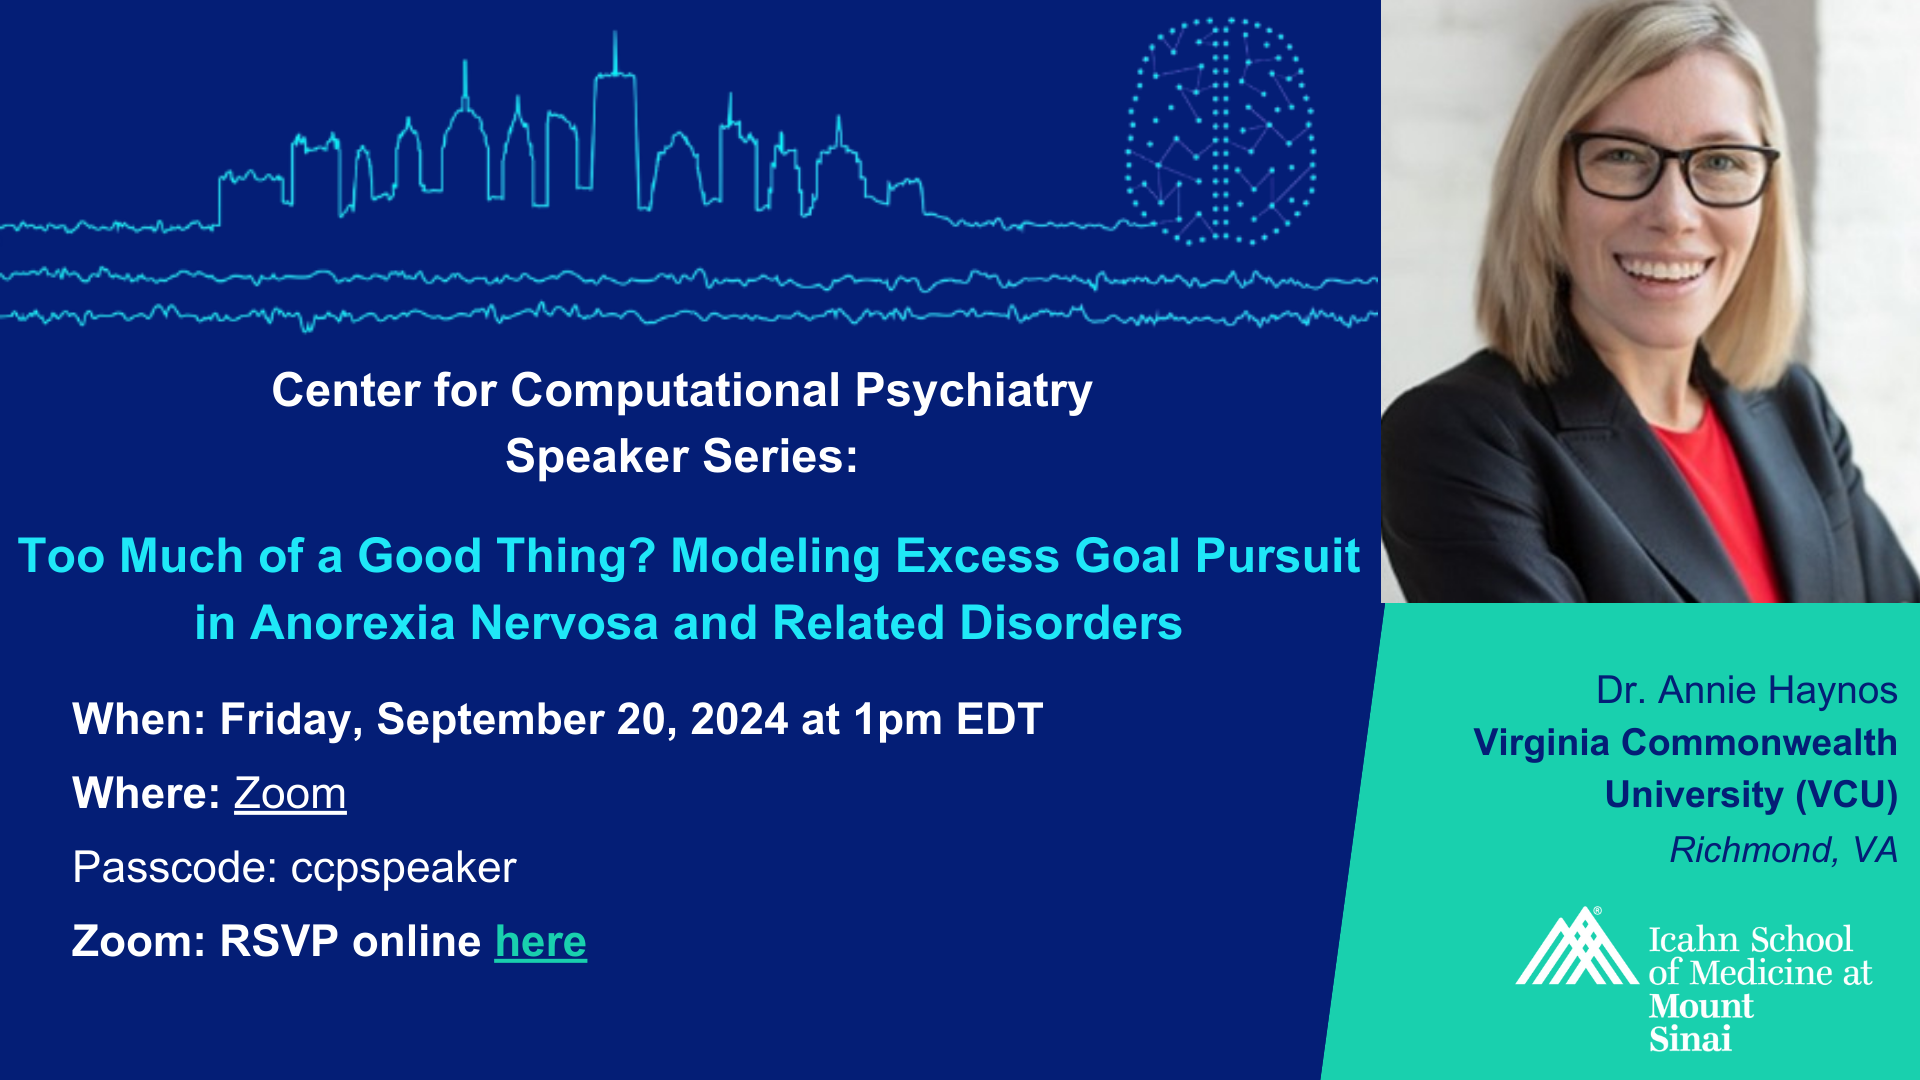 Center for Computational Psychiatry
Speaker Series:
Too Much of a Good Thing? Modeling Excess Goal Pursuit
in Anorexia Nervosa and Related Disorders
When: Friday, September 20, 2024 at 1pm EDT
Where: Zoom
Passcode: ccpspeaker
Zoom: RSVP online here
Dr. Annie Haynos
Virginia Commonwealth
University (VCU)
Richmond, VA
®
Icahn School
of Medicine at
Mount
Sinai